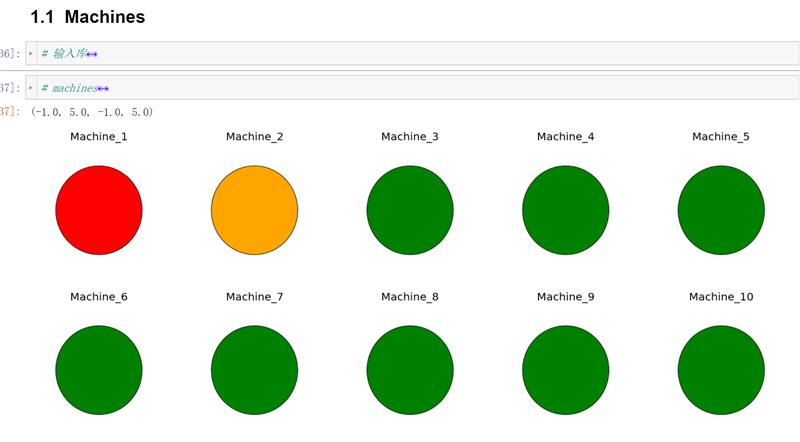 1.1 Machines
36]:
# 输入库↔
37]:
# machines↔
37]:
(-1.0, 5.0, -1.0, 5.0)
Machine_1 Machine_2 Machine_3 Machine_4 Machine_5
Machine_6 Machine_7 Machine_8 Machine_9 Machine_10